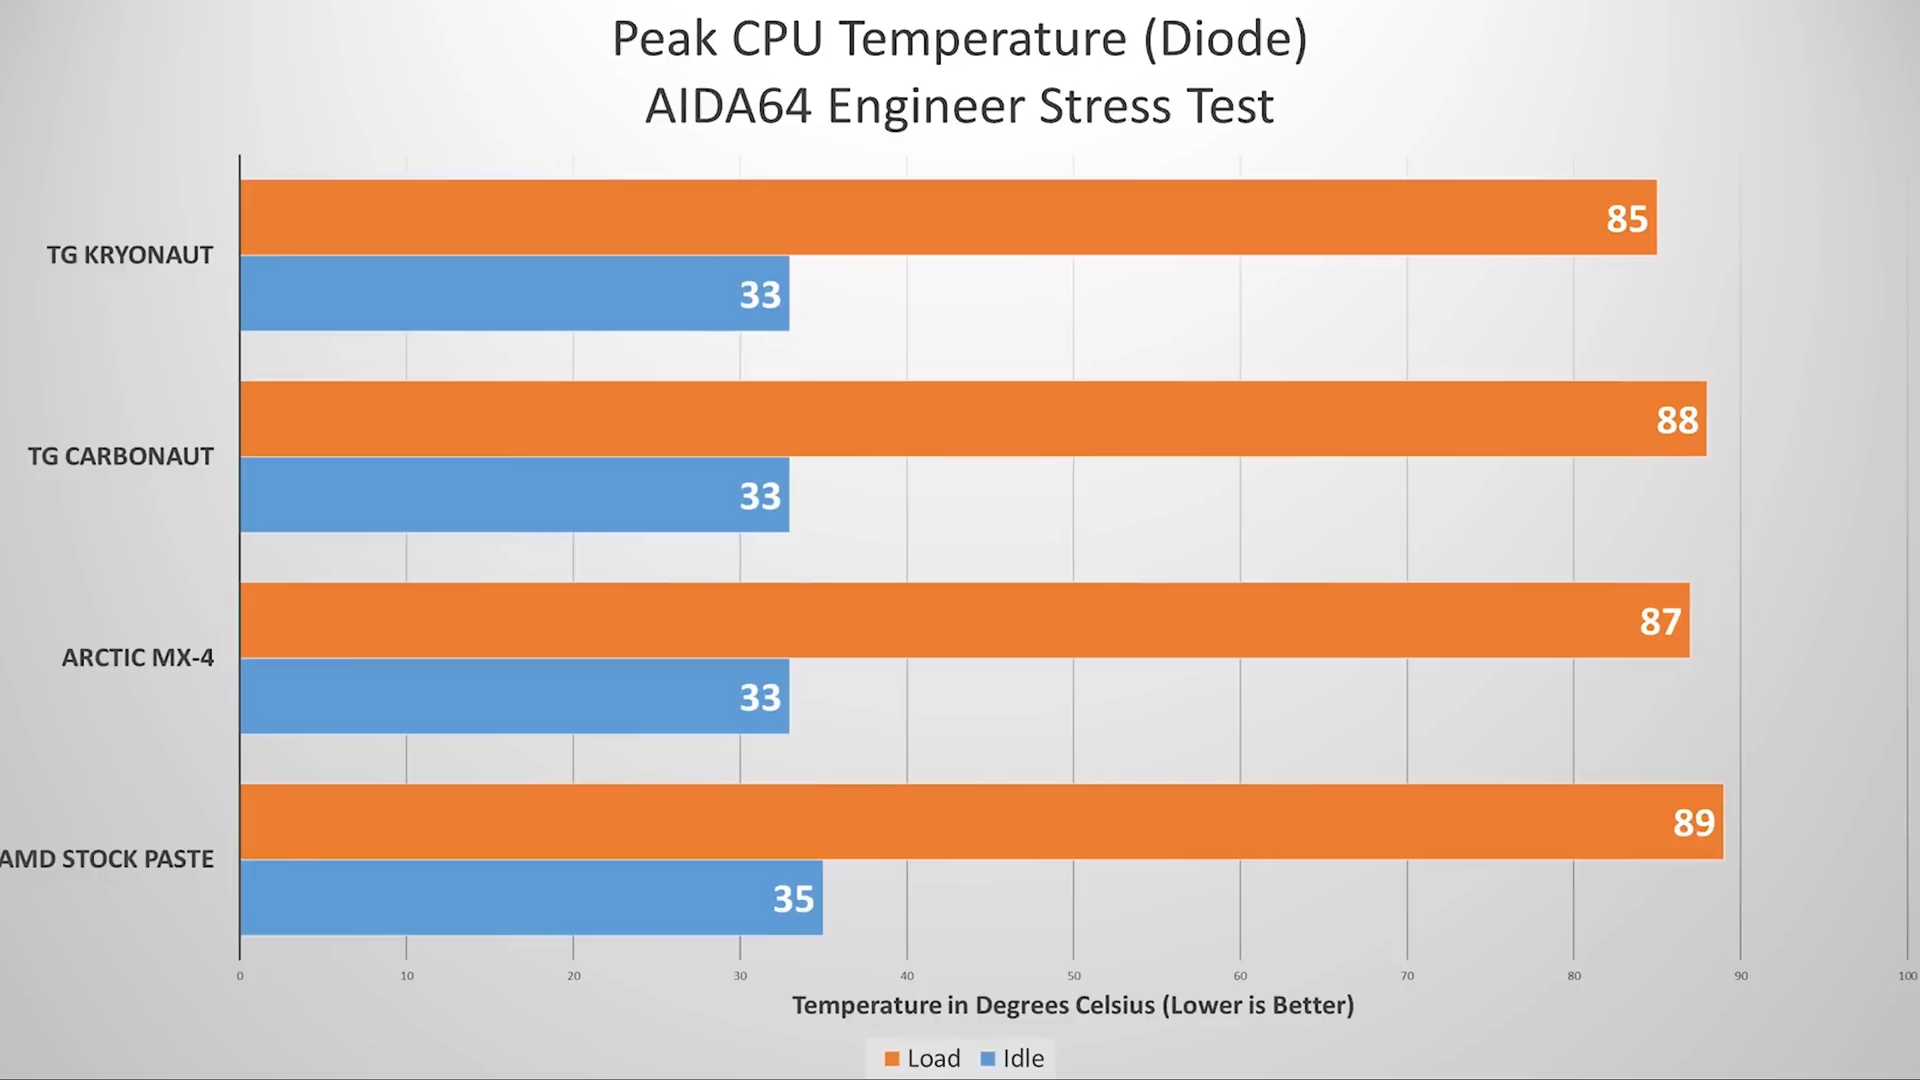 Peak CPU Temperature (Diode)
AIDA64 Engineer Stress Test
TG KRYONAUT
85
33
TG CARBONAUT
88
33
ARCTIC MX-4
87
33
AMD STOCK PASTE
89
35
0 10 20 30 40 50 60 70 80 90 100
Temperature in Degrees Celsius (Lower is Better)
Load Idle